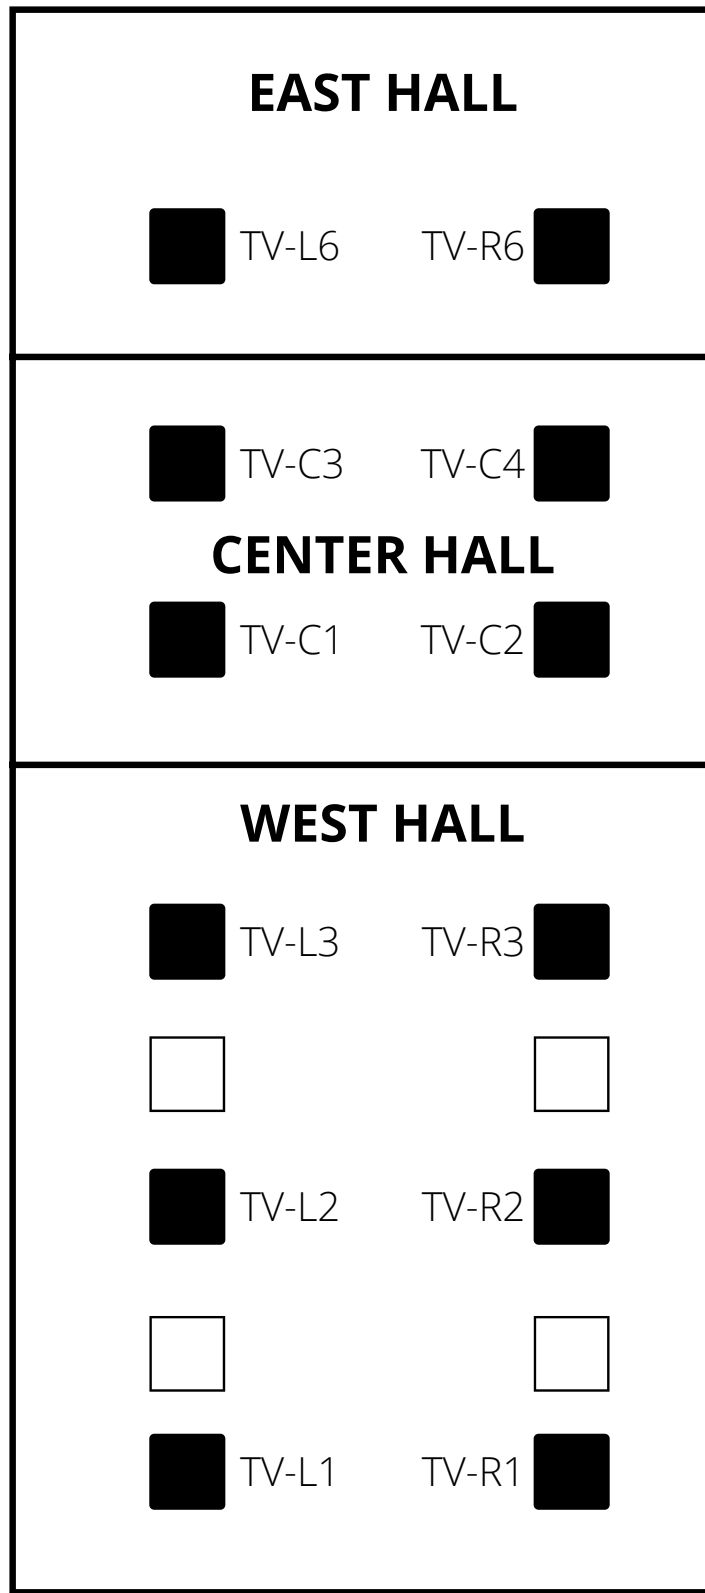 EAST HALL
TV-L6 TV-R6
TV-C3 TV-C4
CENTER HALL
TV-C1 TV-C2
WEST HALL
TV-L3 TV-R3
TV-L2 TV-R2
TV-L1 TV-R1